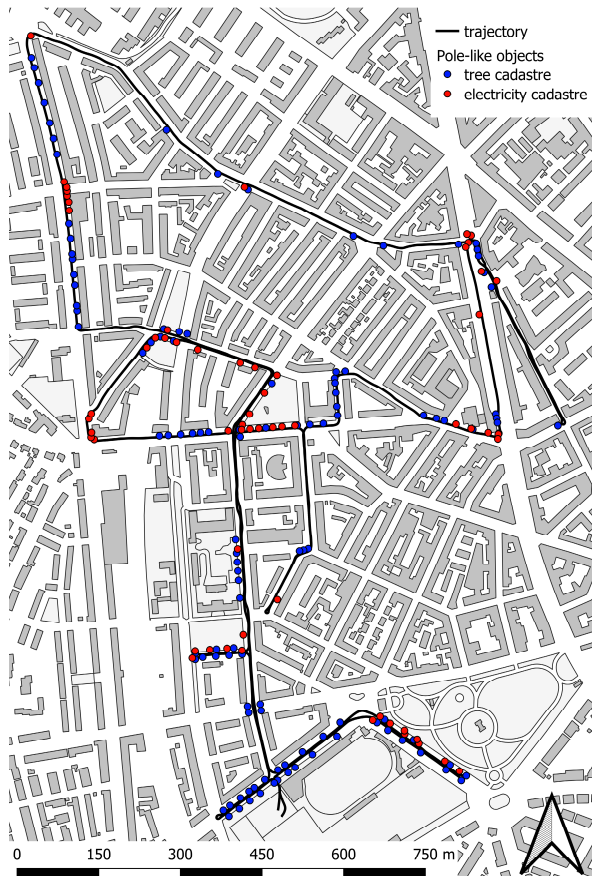 trajectory
Pole-like objects
tree cadastre
electricity cadastre
0 150 300 450 600 750 m